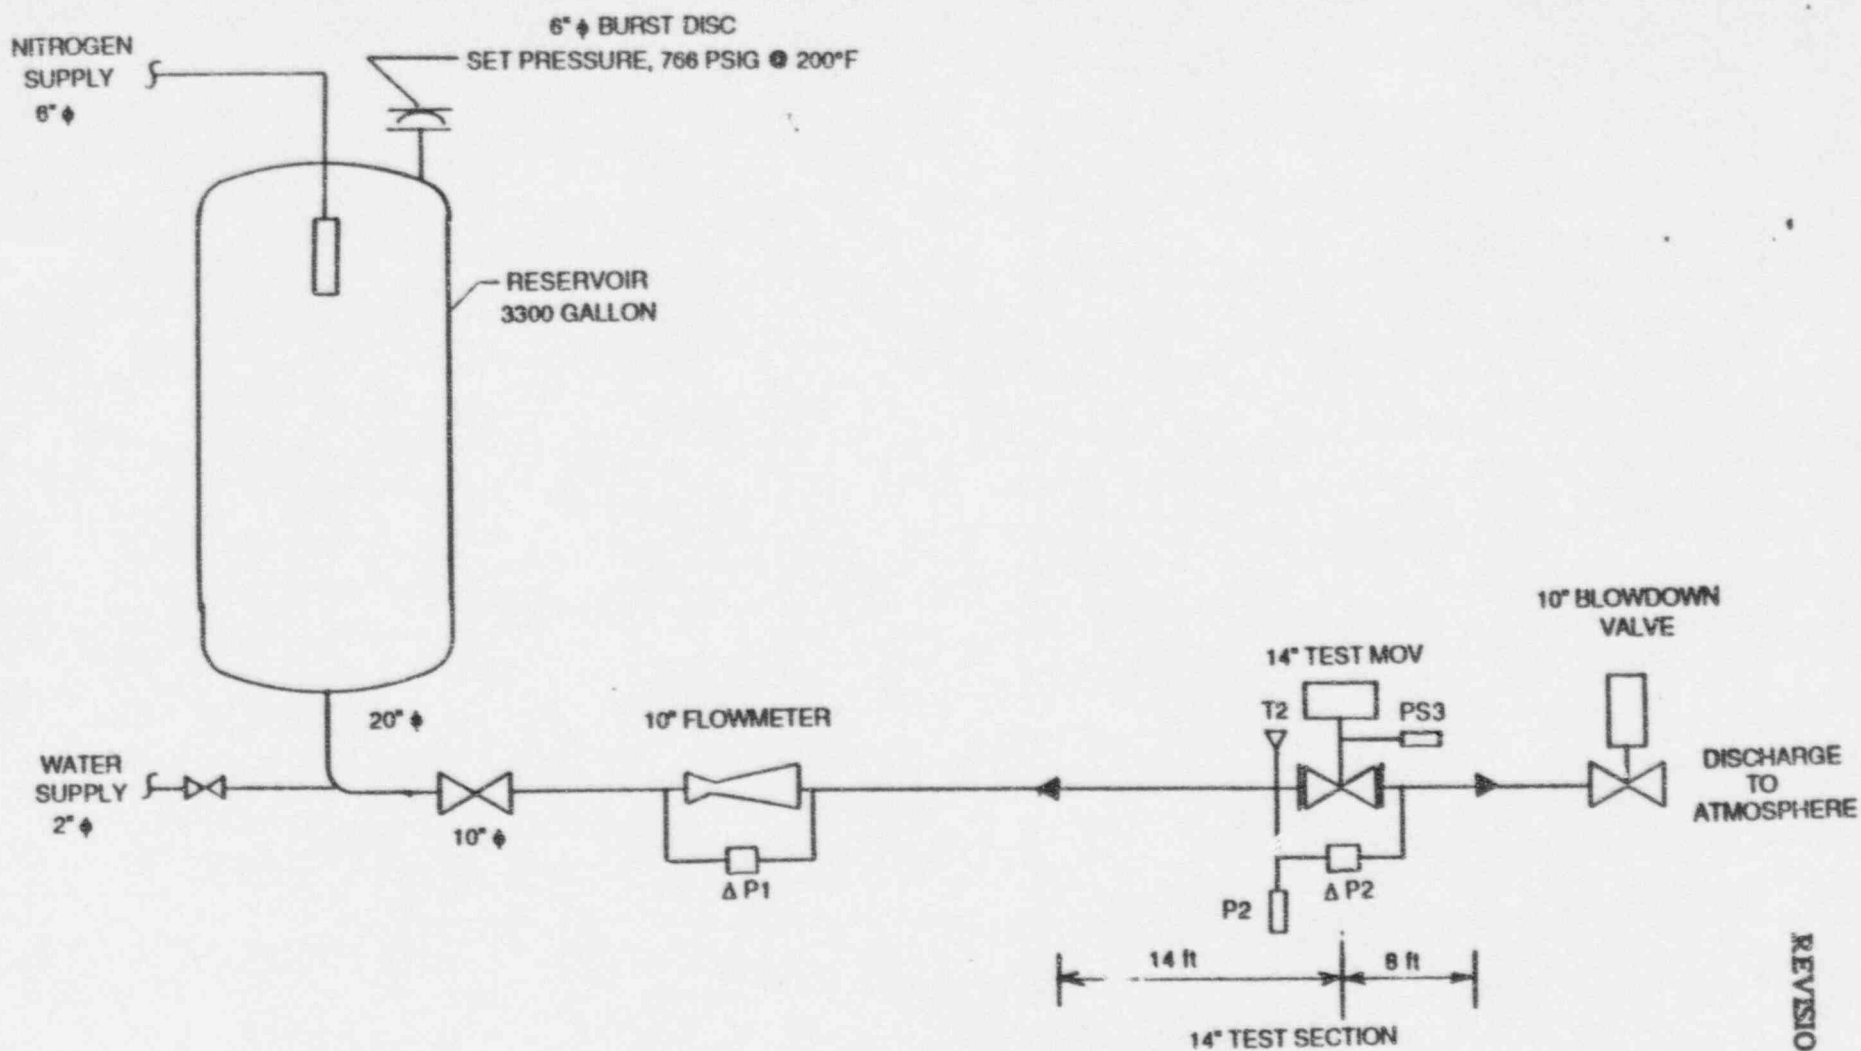 6" ϕ BURST DISC
SET PRESSURE, 766 PSIG @ 200°F
NITROGEN
SUPPLY
6" ϕ
RESERVOIR
3300 GALLON
20" ϕ
WATER
SUPPLY
2" ϕ
10" ϕ
10" FLOWMETER
Δ P1
14" TEST MOV
T2
PS3
P2
Δ P2
10" BLOWDOWN
VALVE
DISCHARGE
TO
ATMOSPHERE
14 ft
8 ft
14" TEST SECTION
REVISIO